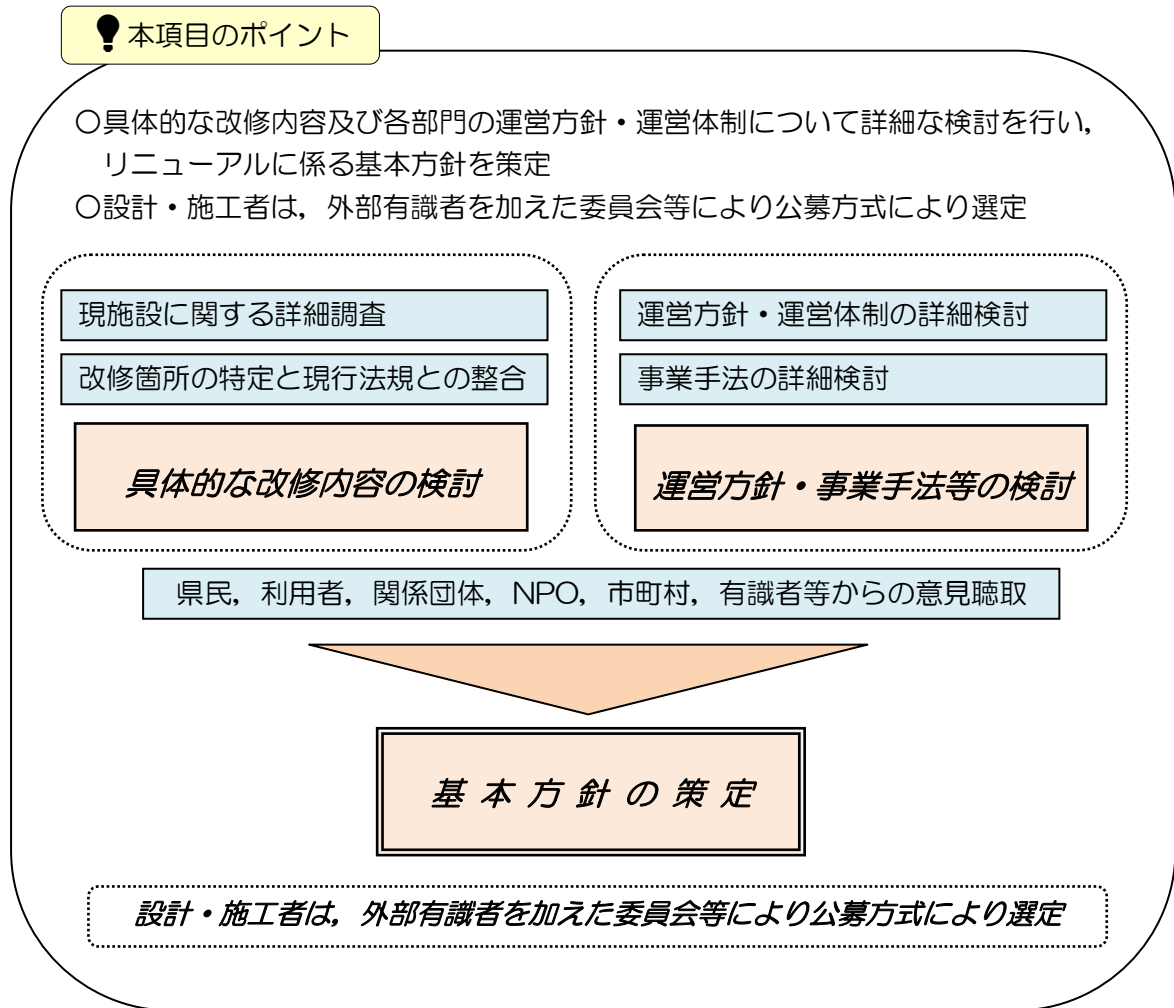 本項目のポイント
○具体的な改修内容及び各部門の運営方針・運営体制について詳細な検討を行い，
リニューアルに係る基本方針を策定
○設計・施工者は，外部有識者を加えた委員会等により公募方式により選定
現施設に関する詳細調査
改修箇所の特定と現行法規との整合
具体的な改修内容の検討
運営方針・運営体制の詳細検討
事業手法の詳細検討
運営方針・事業手法等の検討
県民，利用者，関係団体，NPO，市町村，有識者等からの意見聴取
基 本 方 針 の 策 定
設計・施工者は，外部有識者を加えた委員会等により公募方式により選定